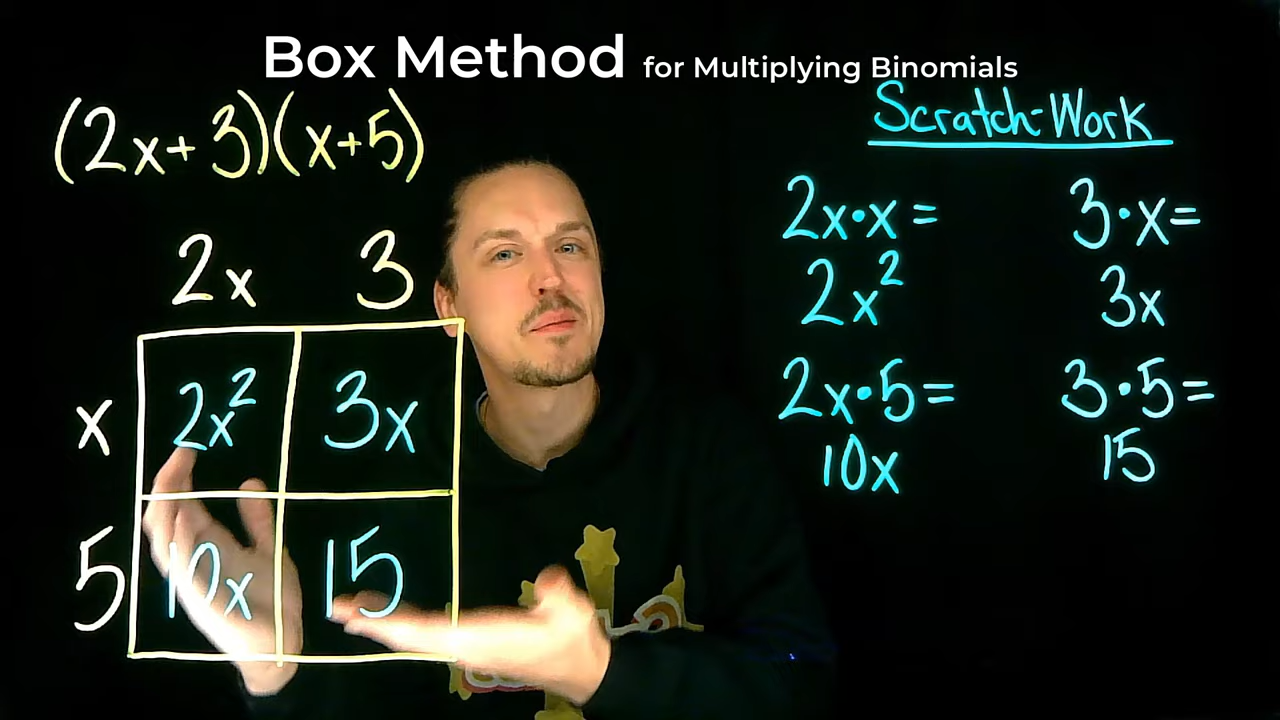 Box Method for Multiplying Binomials
(2x+3)(x+5)
2x 3
x 2x² 3x
5 10x 15
Scratch-Work
2x•x= 3•x=
2x² 3x
2x•5= 3•5=
10x 15